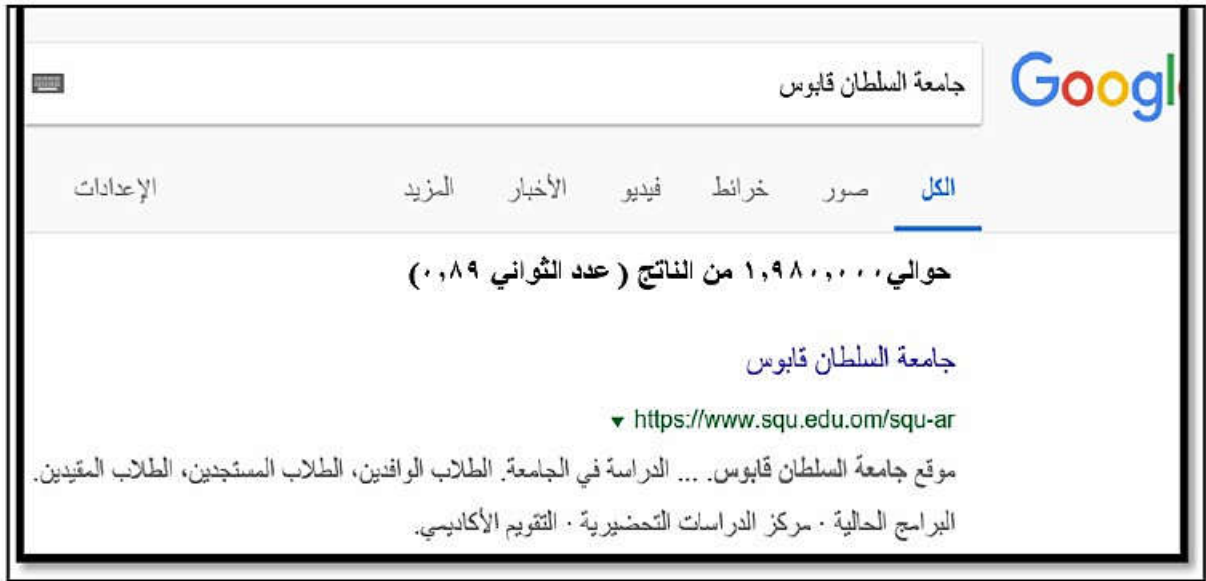 Googl
جامعة السلطان قابوس
الكل صور خرائط فيديو الأخبار المزيد الإعدادات
حوالي ١,٩٨٠,٠٠٠ من الناتج ( عدد الثواني ٠,٨٩)
جامعة السلطان قابوس
https://www.squ.edu.om/squ-ar
موقع جامعة السلطان قابوس. ... الدراسة في الجامعة. الطلاب الوافدين، الطلاب المستجدين، الطلاب المقيدين.
البرامج الحالية · مركز الدراسات التحضيرية · التقويم الأكاديمي.